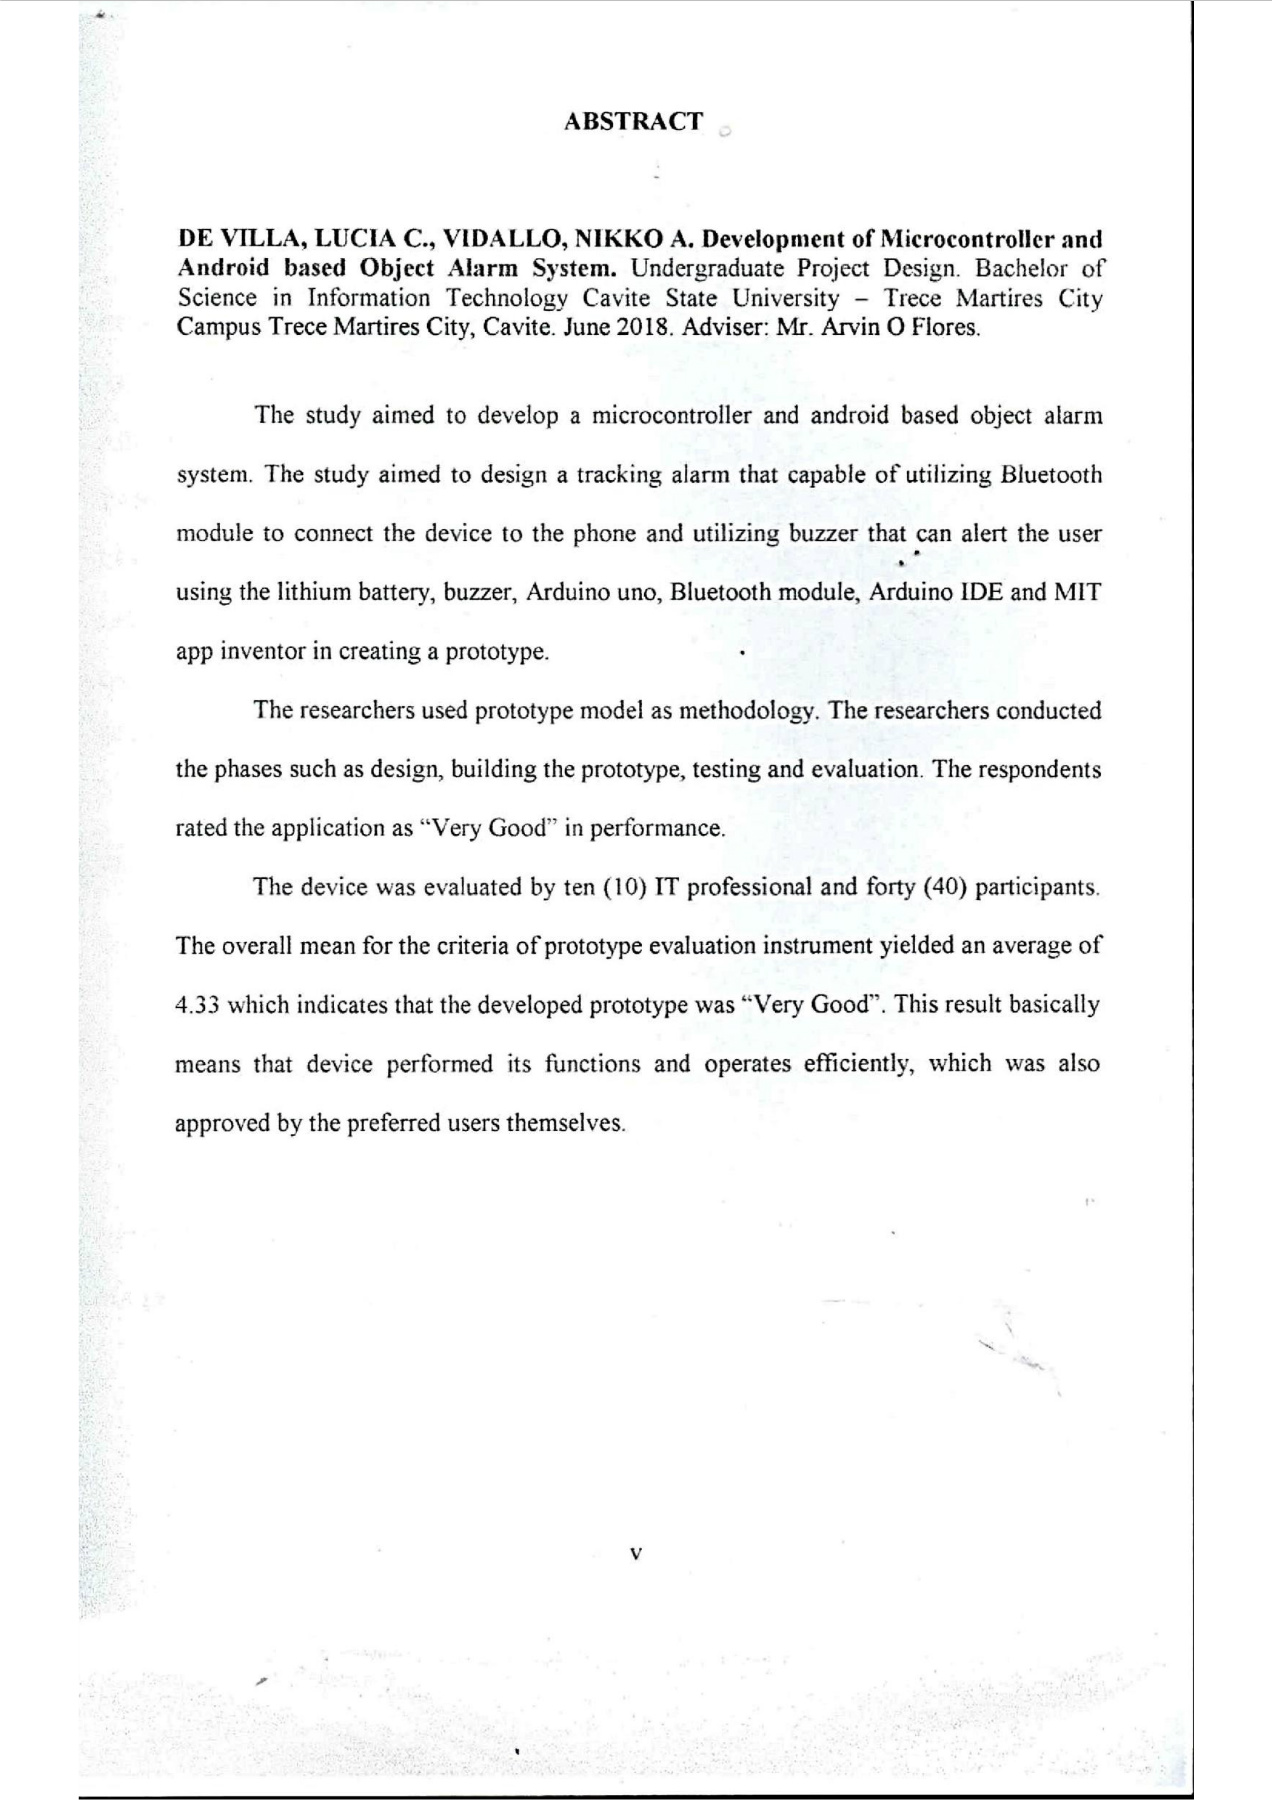 ABSTRACT
DE VILLA, LUCIA C., VIDALLO, NIKKO A. Development of Microcontroller and
Android based Object Alarm System. Undergraduate Project Design. Bachelor of
Science in Information Technology Cavite State University – Trece Martires City
Campus Trece Martires City, Cavite. June 2018. Adviser: Mr. Arvin O Flores.
The study aimed to develop a microcontroller and android based object alarm
system. The study aimed to design a tracking alarm that capable of utilizing Bluetooth
module to connect the device to the phone and utilizing buzzer that can alert the user
using the lithium battery, buzzer, Arduino uno, Bluetooth module, Arduino IDE and MIT
app inventor in creating a prototype.
The researchers used prototype model as methodology. The researchers conducted
the phases such as design, building the prototype, testing and evaluation. The respondents
rated the application as “Very Good” in performance.
The device was evaluated by ten (10) IT professional and forty (40) participants.
The overall mean for the criteria of prototype evaluation instrument yielded an average of
4.33 which indicates that the developed prototype was “Very Good”. This result basically
means that device performed its functions and operates efficiently, which was also
approved by the preferred users themselves.
v